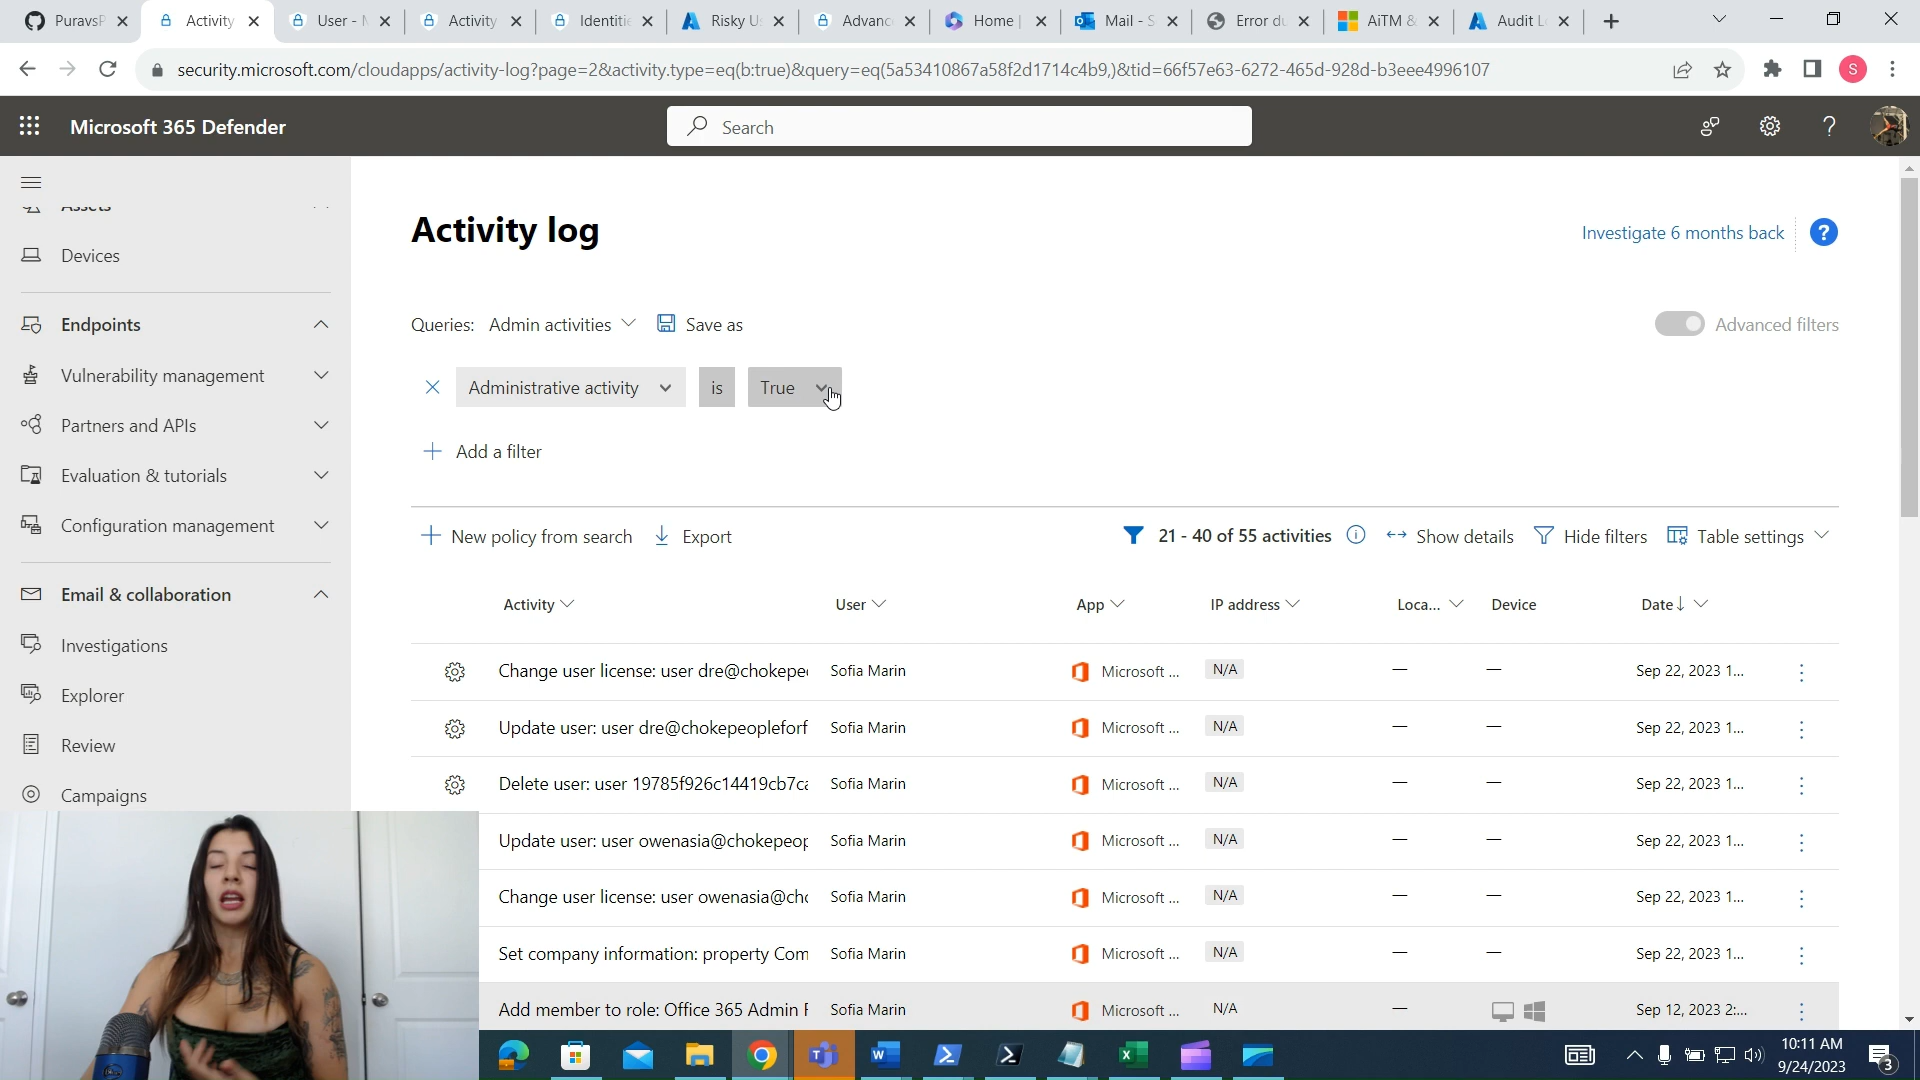 PuravsP
Activity
User - M
Activity
Identitie
Risky Us
Advanc
Home |
Mail - S
Error du
AiTM &
Audit Lo
security.microsoft.com/cloudapps/activity-log?page=2&activity.type=eq(b:true)&query=eq(5a53410867a58f2d1714c4b9,)&tid=66f57e63-6272-465d-928d-b3eee4996107
S
Microsoft 365 Defender
Search
?
Assets
Devices
Endpoints
Vulnerability management
Partners and APIs
Evaluation & tutorials
Configuration management
Email & collaboration
Investigations
Explorer
Review
Campaigns
Activity log
Investigate 6 months back
?
Queries: Admin activities
Save as
Advanced filters
Administrative activity
is
True
Add a filter
New policy from search
Export
21 - 40 of 55 activities
Show details
Hide filters
Table settings
Activity
User
App
IP address
Loca...
Device
Date
Change user license: user dre@chokepe
Sofia Marin
Microsoft ...
N/A
—
—
Sep 22, 2023 1...
Update user: user dre@chokepeopleforf
Sofia Marin
Microsoft ...
N/A
—
—
Sep 22, 2023 1...
Delete user: user 19785f926c14419cb7ca
Sofia Marin
Microsoft ...
N/A
—
—
Sep 22, 2023 1...
Update user: user owenasia@chokepeop
Sofia Marin
Microsoft ...
N/A
—
—
Sep 22, 2023 1...
Change user license: user owenasia@cho
Sofia Marin
Microsoft ...
N/A
—
—
Sep 22, 2023 1...
Set company information: property Com
Sofia Marin
Microsoft ...
N/A
—
—
Sep 22, 2023 1...
Add member to role: Office 365 Admin F
Sofia Marin
Microsoft ...
N/A
—
Sep 12, 2023 2:...
10:11 AM
9/24/2023
3